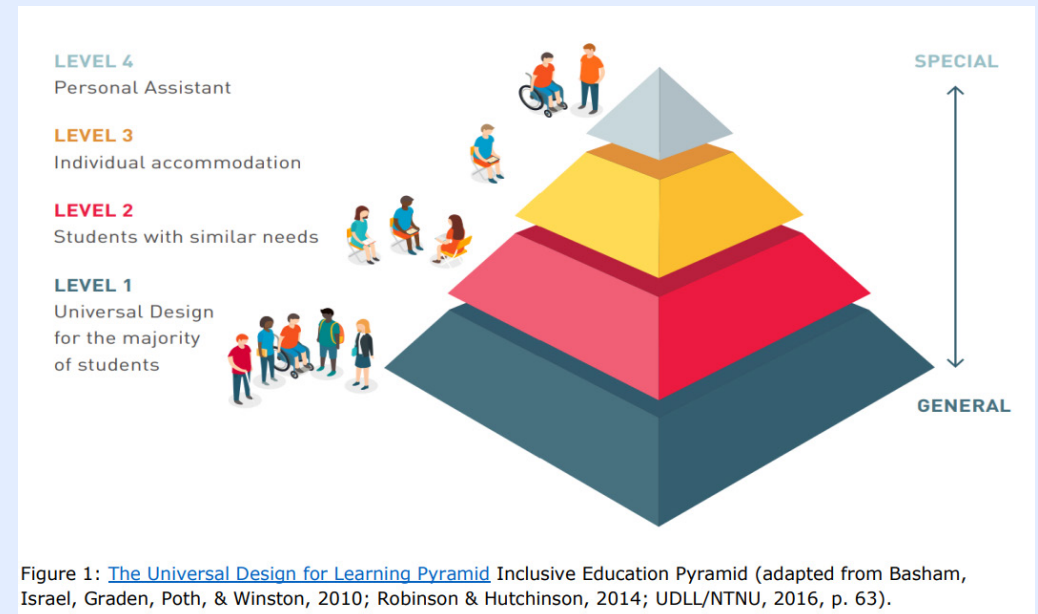 LEVEL 4
Personal Assistant
LEVEL 3
Individual accommodation
LEVEL 2
Students with similar needs
LEVEL 1
Universal Design
for the majority
of students
SPECIAL
GENERAL
Figure 1: The Universal Design for Learning Pyramid Inclusive Education Pyramid (adapted from Basham,
Israel, Graden, Poth, & Winston, 2010; Robinson & Hutchinson, 2014; UDLL/NTNU, 2016, p. 63).